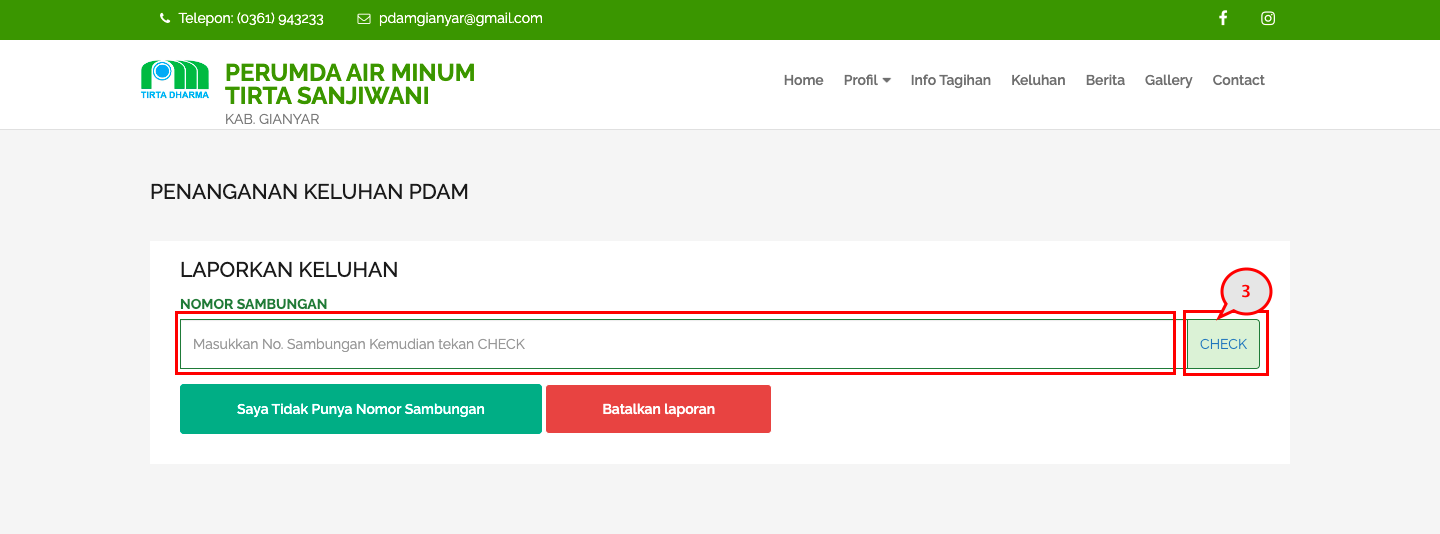 Telepon: (0361) 943233 pdamgianyar@gmail.com
TIRTA DHARMA
PERUMDA AIR MINUM
TIRTA SANJIWANI
KAB. GIANYAR
Home Profil Info Tagihan Keluhan Berita Gallery Contact
PENANGANAN KELUHAN PDAM
LAPORKAN KELUHAN
NOMOR SAMBUNGAN
3
Masukkan No. Sambungan Kemudian tekan CHECK CHECK
Saya Tidak Punya Nomor Sambungan Batalkan laporan